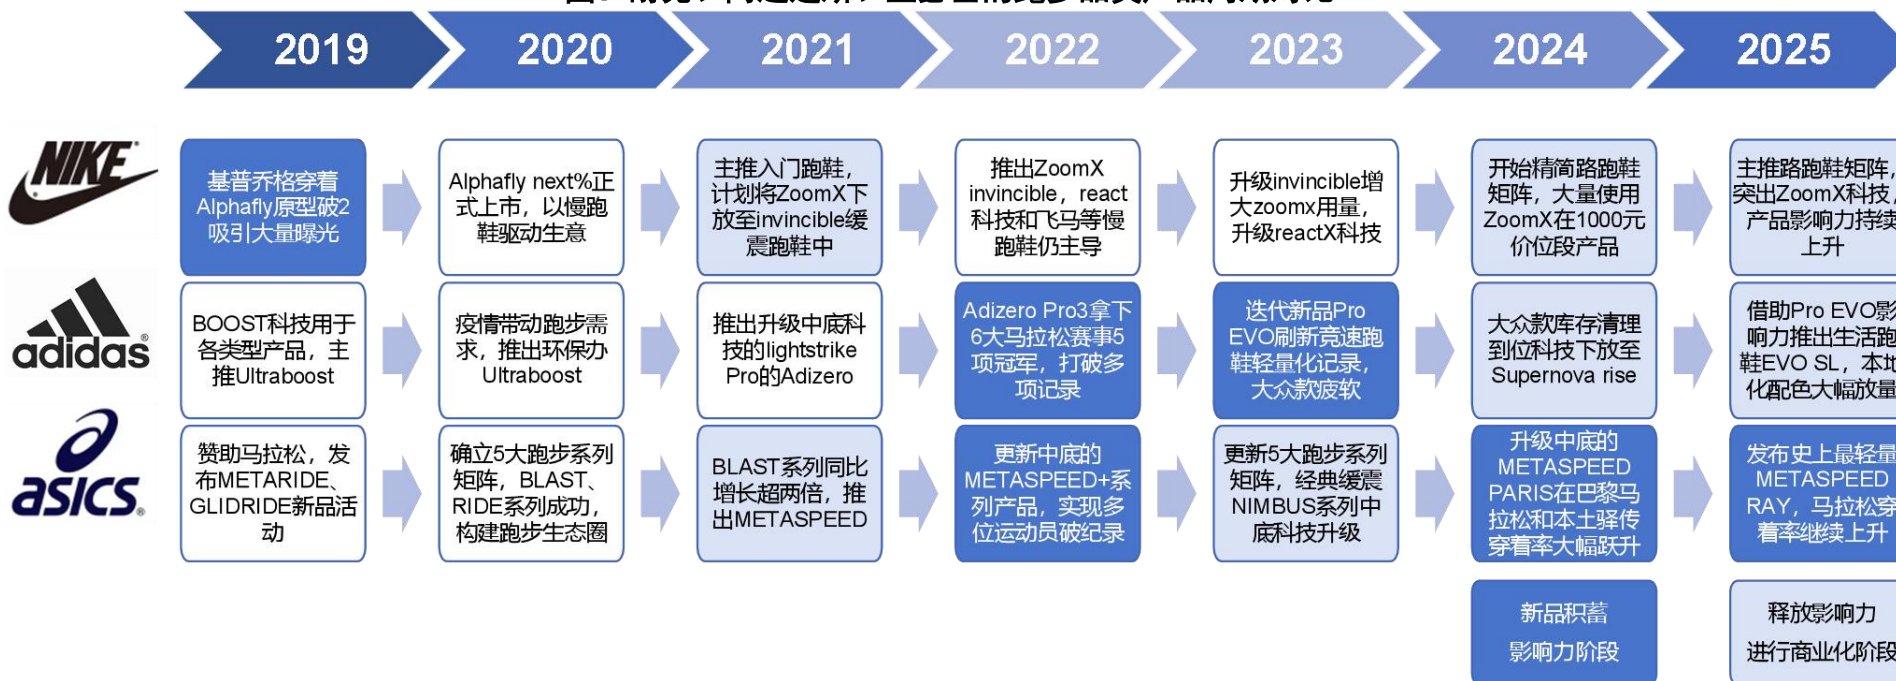 2019
2020
2021
2022
2023
2024
2025
NIKE
基普乔格穿着
Alphafly原型破2
吸引大量曝光
Alphafly next%正
式上市，以慢跑
鞋驱动生意
主推入门跑鞋，
计划将ZoomX下
放至invincible缓
震跑鞋中
推出ZoomX
invincible，react
科技和飞马等慢
跑鞋仍主导
升级invincible增
大zoomx用量，
升级reactX科技
开始精简路跑鞋
矩阵，大量使用
ZoomX在1000元
价位段产品
主推路跑鞋矩阵，
突出ZoomX科技，
产品影响力持续
上升
adidas
BOOST科技用于
各类型产品，主
推Ultraboost
疫情带动跑步需
求，推出环保办
Ultraboost
推出升级中底科
技的lightstrike
Pro的Adizero
Adizero Pro3拿下
6大马拉松赛事5
项冠军，打破多
项记录
迭代新品Pro
EVO刷新竞速跑
鞋轻量化记录，
大众款疲软
大众款库存清理
到位科技下放至
Supernova rise
借助Pro EVO影
响力推出生活跑
鞋EVO SL，本地
化配色大幅放量
asics
赞助马拉松，发
布METARIDE、
GLIDRIDE新品活
动
确立5大跑步系列
矩阵，BLAST、
RIDE系列成功，
构建跑步生态圈
BLAST系列同比
增长超两倍，推
出METASPEED
更新中底的
METASPEED+系
列产品，实现多
位运动员破纪录
更新5大跑步系列
矩阵，经典缓震
NIMBUS系列中
底科技升级
升级中底的
METASPEED
PARIS在巴黎马
拉松和本土驿传
穿着率大幅跃升
发布史上最轻量
METASPEED
RAY，马拉松穿
着率继续上升
新品积蓄
影响力阶段
释放影响力
进行商业化阶段